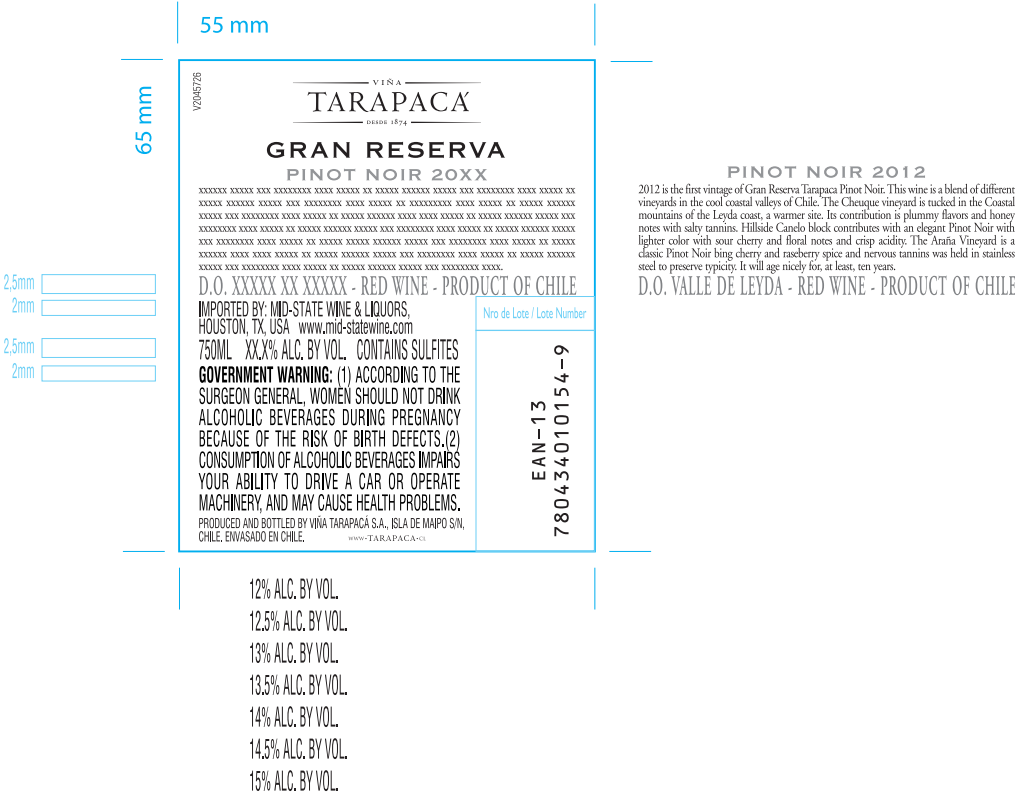 55 mm
65 mm
V2045726
VIÑA
TARAPACÁ
DESDE 1874
GRAN RESERVA
PINOT NOIR 20XX
xxxxxx xxxxx xxx xxxxxxxx xxxx xxxxx xx xxxxx xxxxxx xxxxx xxx xxxxxxxx xxxx xxxxx xx
xxxxx xxxxxx xxxxx xxx xxxxxxxx xxxx xxxxx xx xxxxx xxxxxx xxxxx xxx xxxxxx xxxxxx
xxxxx xxx xxxxxxxx xxxx xxxxx xx xxxxx xxxxxx xxx xxxxxxxx xxxx xxxxx xx xxxxx xxxxxx xxx
xxxxxxxx xxxx xxxxx xx xxxxx xxxxxx xxxxx xxx xxxxxxxx xxxx xxxxx xx xxxxx xxxxxx xxxxx
xxx xxxxxxxx xxxx xxxxx xx xxxxx xxxxxx xxxxx xxx xxxxxxxx xxxx xxxxx xx xxxxx xxxxxx
xxxxx xx xxxxx xxxxxx xxxxx xxx xxxxxxxx xxxx xxxxx xx xxxxx xxxxxx xxxxx xx xxxxx xxxxxx
xxxxx xxx xxxxxxxx xxxx xxxxx xx xxxxx xxxxxx xxxxx xxx xxxxxxxx xxxx.
D.O. XXXXX XX XXXXX - RED WINE - PRODUCT OF CHILE
IMPORTED BY: MID-STATE WINE & LIQUORS,
HOUSTON, TX, USA www.mid-statewine.com
750ML XX.X% ALC. BY VOL. CONTAINS SULFITES
GOVERNMENT WARNING: (1) ACCORDING TO THE
SURGEON GENERAL, WOMEN SHOULD NOT DRINK
ALCOHOLIC BEVERAGES DURING PREGNANCY
BECAUSE OF THE RISK OF BIRTH DEFECTS.(2)
CONSUMPTION OF ALCOHOLIC BEVERAGES IMPAIRS
YOUR ABILITY TO DRIVE A CAR OR OPERATE
MACHINERY, AND MAY CAUSE HEALTH PROBLEMS.
PRODUCED AND BOTTLED BY VIÑA TARAPACÁ S.A., ISLA DE MAIPO S/N,
CHILE. ENVASADO EN CHILE. WWW·TARAPACA·CL
Nro de Lote / Lote Number
EAN-13
780434010154-9
2,5mm
2mm
2,5mm
2mm
PINOT NOIR 2012
2012 is the first vintage of Gran Reserva Tarapaca Pinot Noir. This wine is a blend of different
vineyards in the cool coastal valleys of Chile. The Cheuque vineyard is tucked in the Coastal
mountains of the Leyda coast, a warmer site. Its contribution is plummy flavors and honey
notes with salty tannins. Hillside Canelo block contributes with an elegant Pinot Noir with
lighter color with sour cherry and floral notes and crisp acidity. The Araña Vineyard is a
classic Pinot Noir bing cherry and raseberry spice and nervous tannins was held in stainless
steel to preserve typicity. It will age nicely for, at least, ten years.
D.O. VALLE DE LEYDA - RED WINE - PRODUCT OF CHILE
12% ALC. BY VOL.
12.5% ALC. BY VOL.
13% ALC. BY VOL.
13.5% ALC. BY VOL.
14% ALC. BY VOL.
14.5% ALC. BY VOL.
15% ALC. BY VOL.